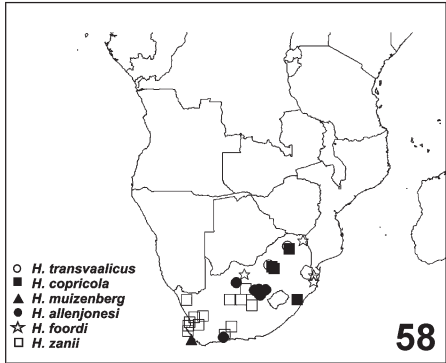 H. transvaalicus
H. copricola
H. muizenberg
H. allenjonesi
H. foordi
H. zanii
58